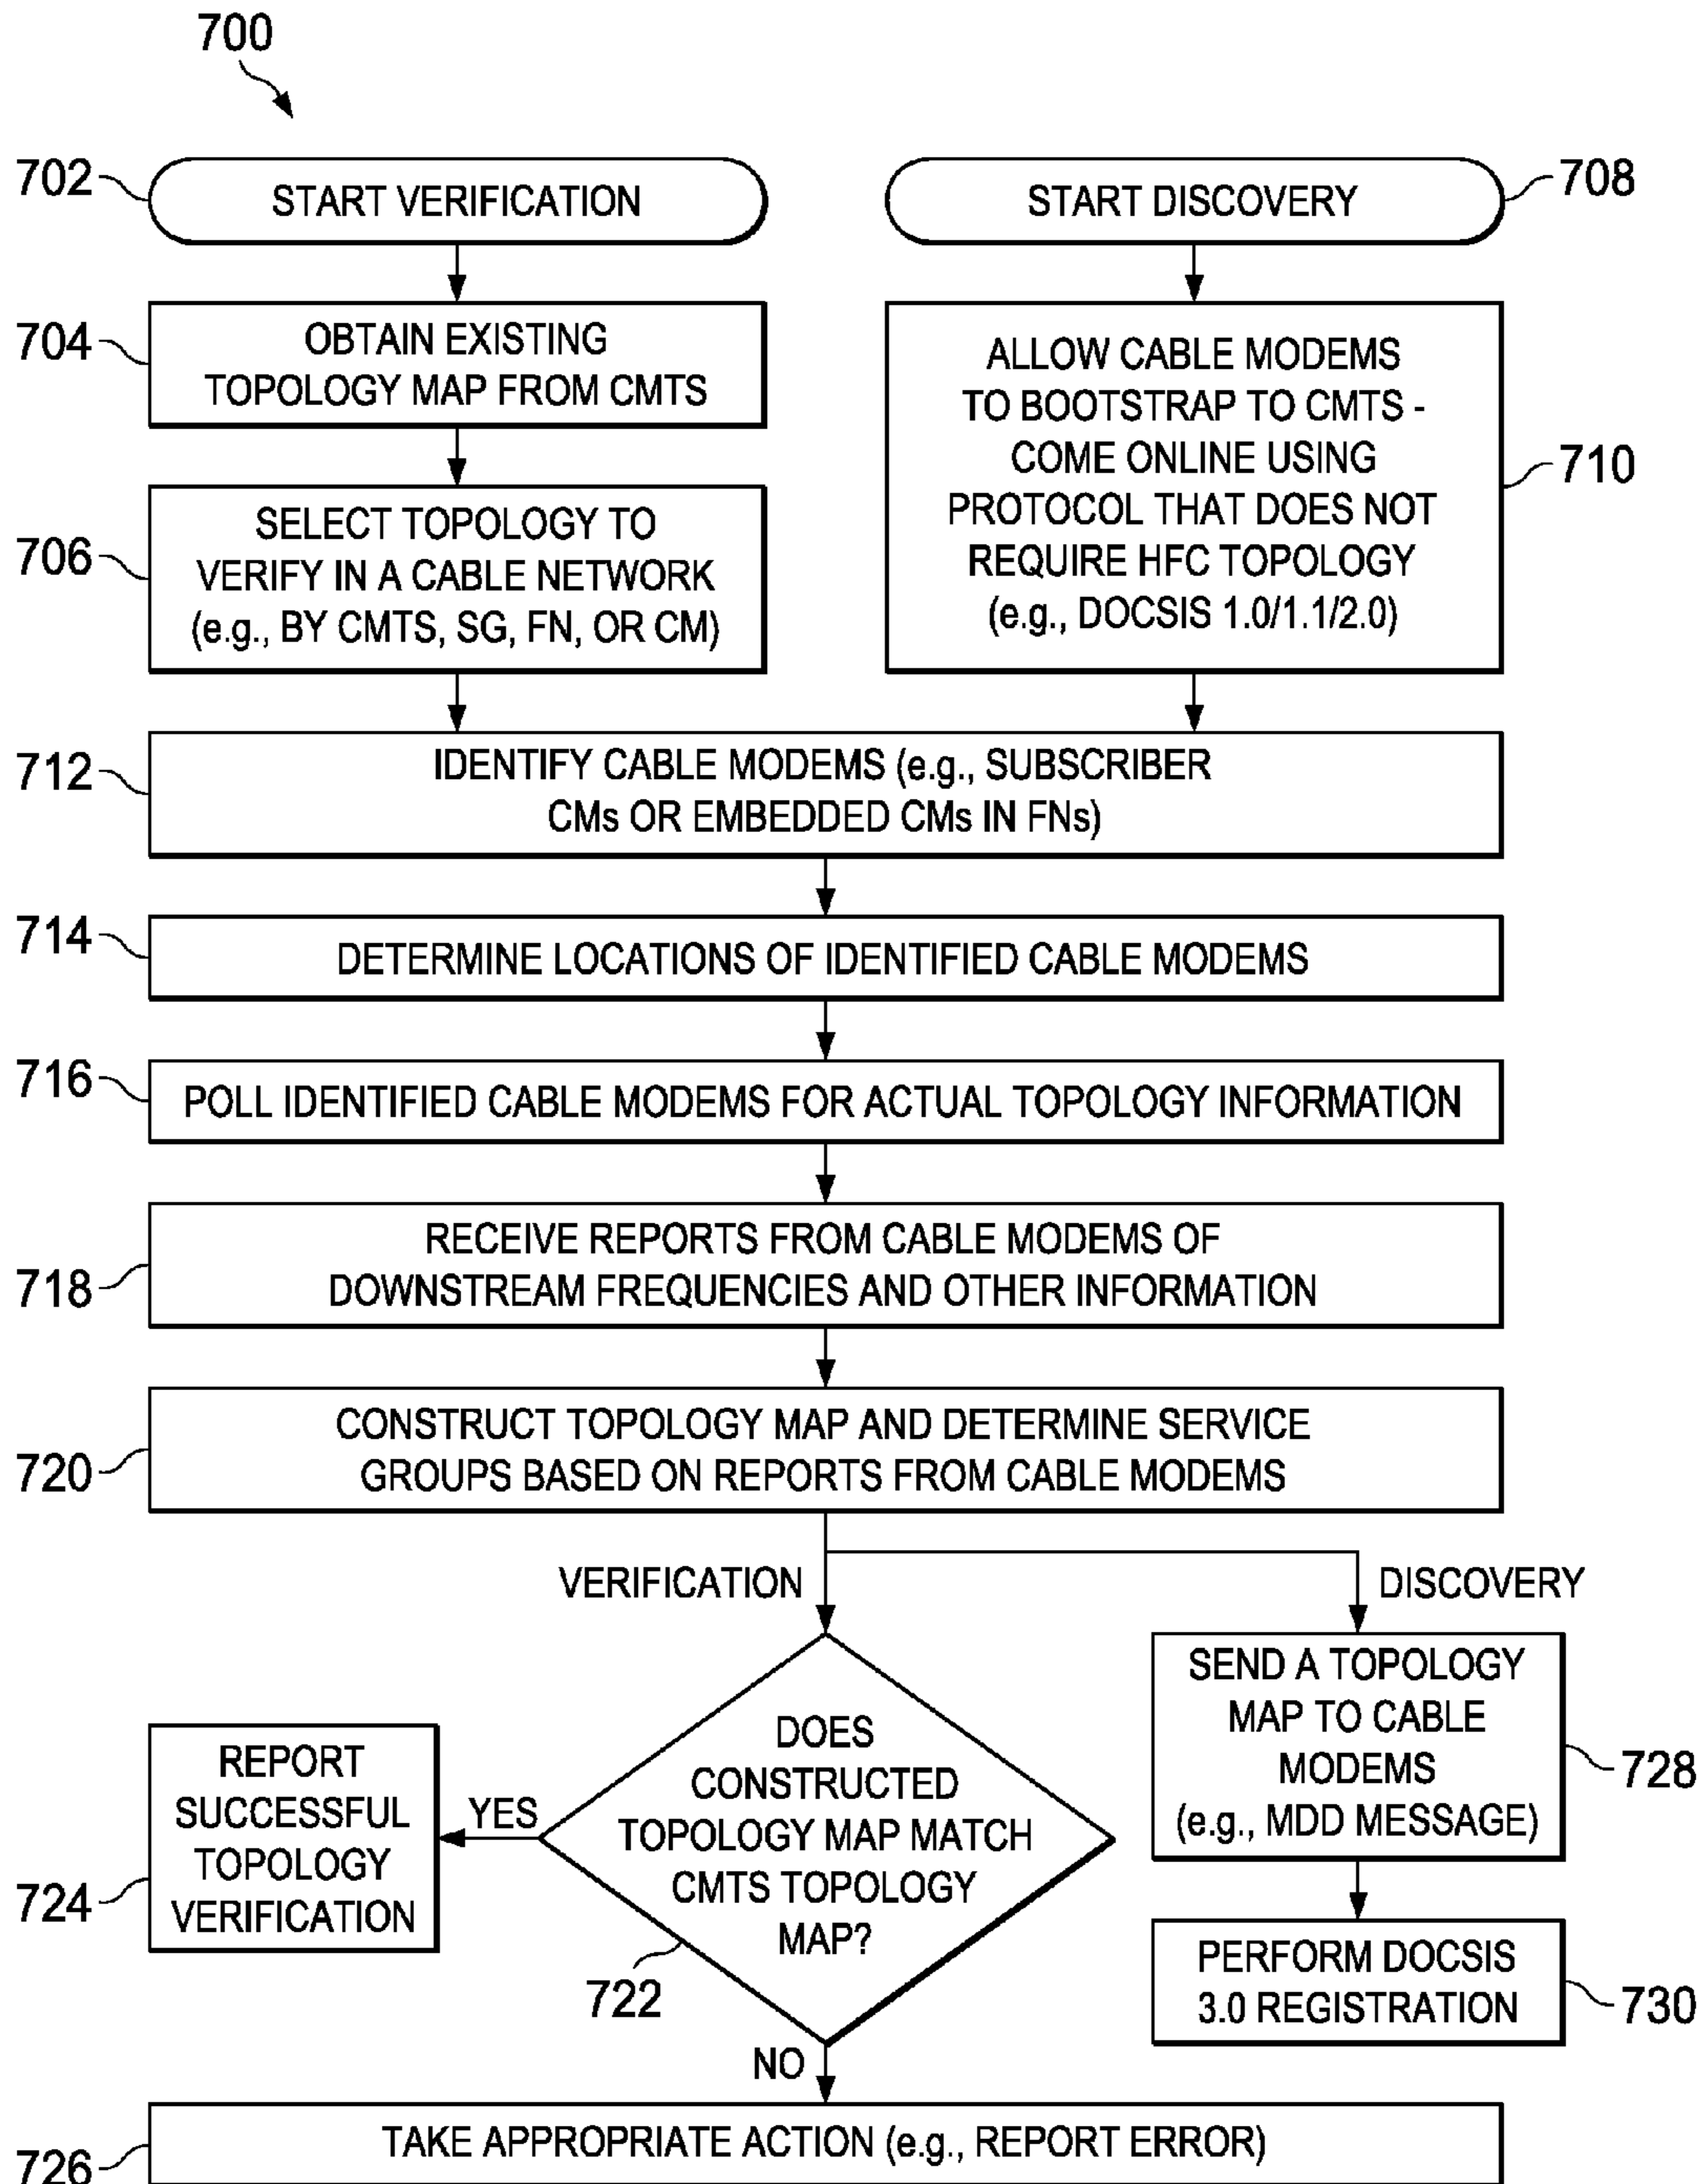 700
702
START VERIFICATION
START DISCOVERY
708
704
OBTAIN EXISTING
TOPOLOGY MAP FROM CMTS
706
SELECT TOPOLOGY TO
VERIFY IN A CABLE NETWORK
(e.g., BY CMTS, SG, FN, OR CM)
ALLOW CABLE MODEMS
TO BOOTSTRAP TO CMTS -
COME ONLINE USING
PROTOCOL THAT DOES NOT
REQUIRE HFC TOPOLOGY
(e.g., DOCSIS 1.0/1.1/2.0)
710
712
IDENTIFY CABLE MODEMS (e.g., SUBSCRIBER
CMs OR EMBEDDED CMs IN FNs)
714
DETERMINE LOCATIONS OF IDENTIFIED CABLE MODEMS
716
POLL IDENTIFIED CABLE MODEMS FOR ACTUAL TOPOLOGY INFORMATION
718
RECEIVE REPORTS FROM CABLE MODEMS OF
DOWNSTREAM FREQUENCIES AND OTHER INFORMATION
720
CONSTRUCT TOPOLOGY MAP AND DETERMINE SERVICE
GROUPS BASED ON REPORTS FROM CABLE MODEMS
VERIFICATION
DISCOVERY
DOES
CONSTRUCTED
TOPOLOGY MAP MATCH
CMTS TOPOLOGY
MAP?
722
YES
REPORT
SUCCESSFUL
TOPOLOGY
VERIFICATION
724
SEND A TOPOLOGY
MAP TO CABLE
MODEMS
(e.g., MDD MESSAGE)
728
PERFORM DOCSIS
3.0 REGISTRATION
730
NO
726
TAKE APPROPRIATE ACTION (e.g., REPORT ERROR)